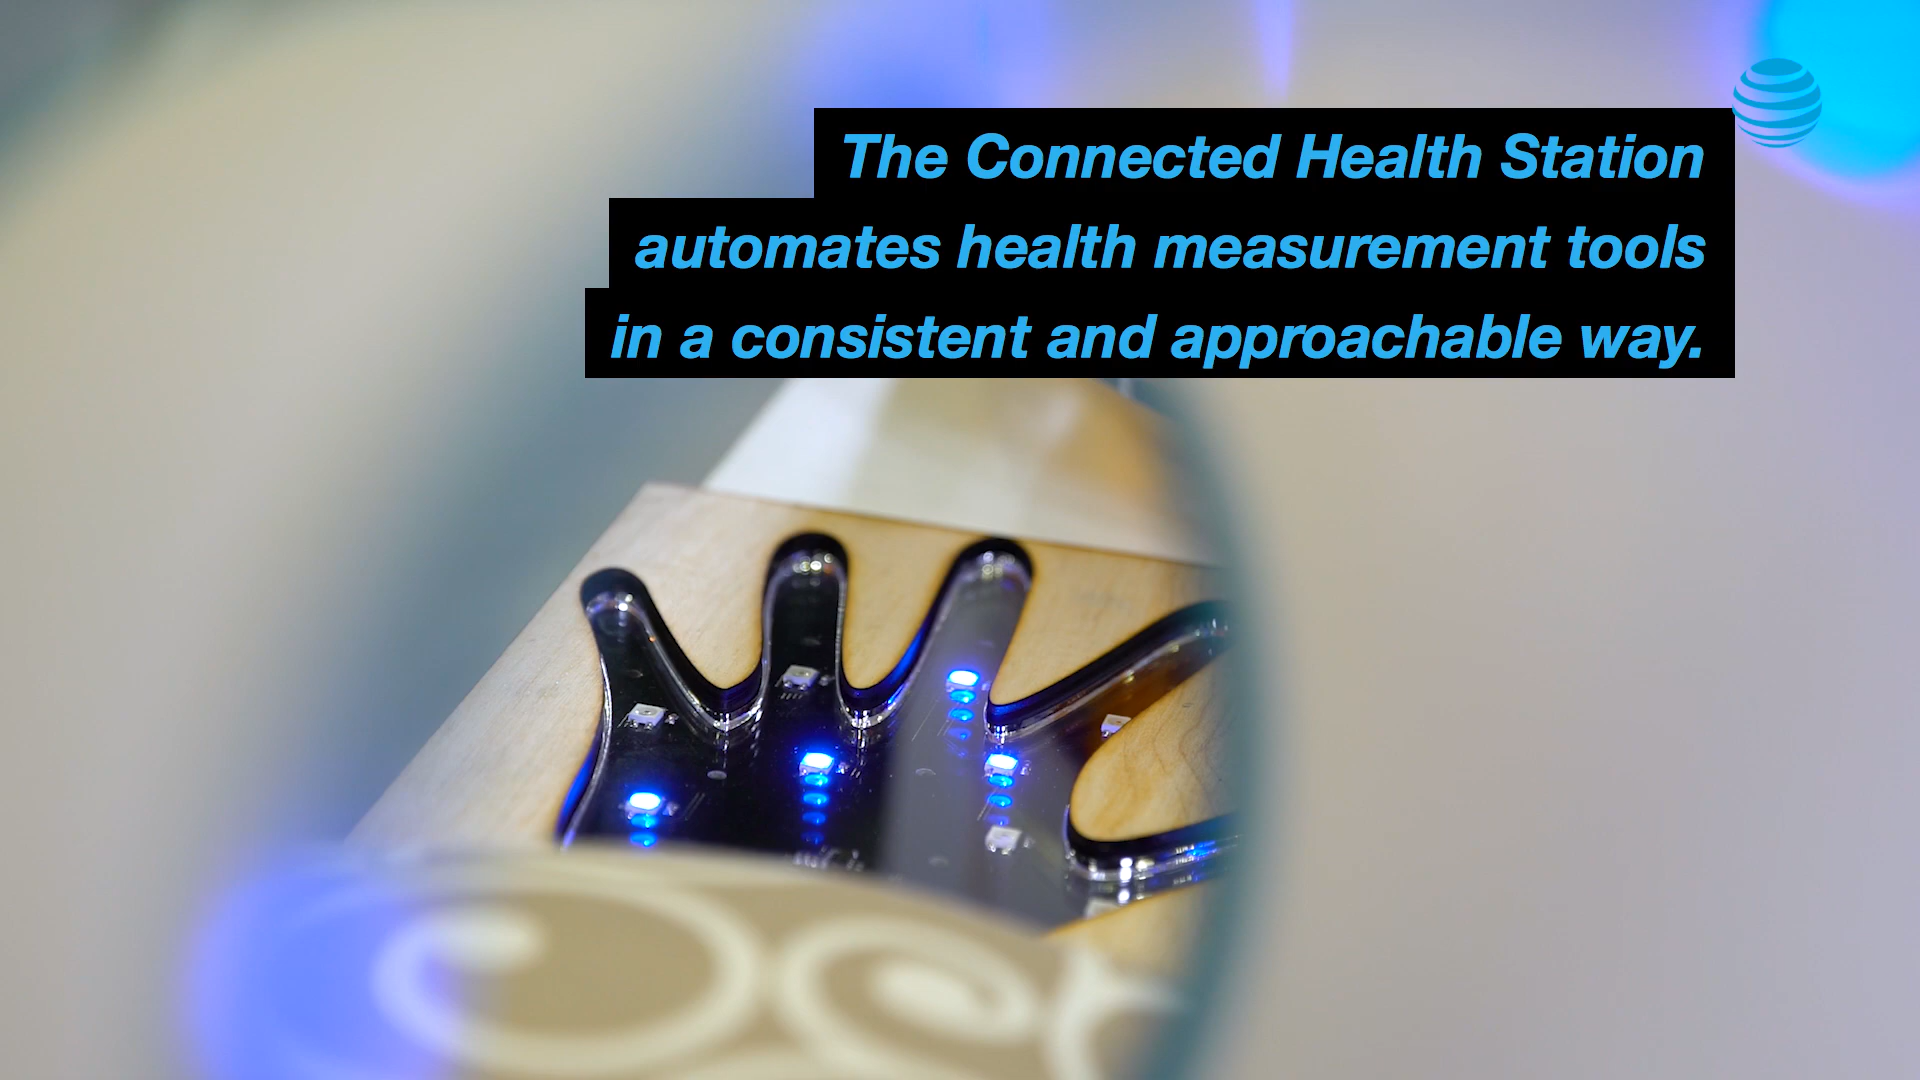 The Connected Health Station
automates health measurement tools
in a consistent and approachable way.